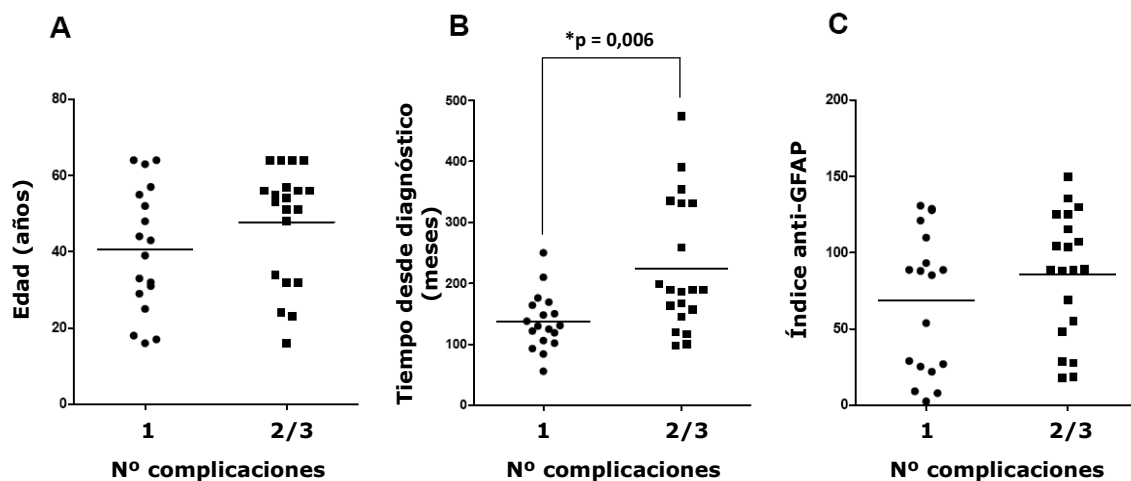 A
B
C
*p = 0,006
Edad (años)
80
60
40
20
0
1
2/3
Nº complicaciones
Tiempo desde diagnóstico
(meses)
500
400
300
200
100
0
1
2/3
Nº complicaciones
Índice anti-GFAP
200
150
100
50
0
1
2/3
Nº complicaciones